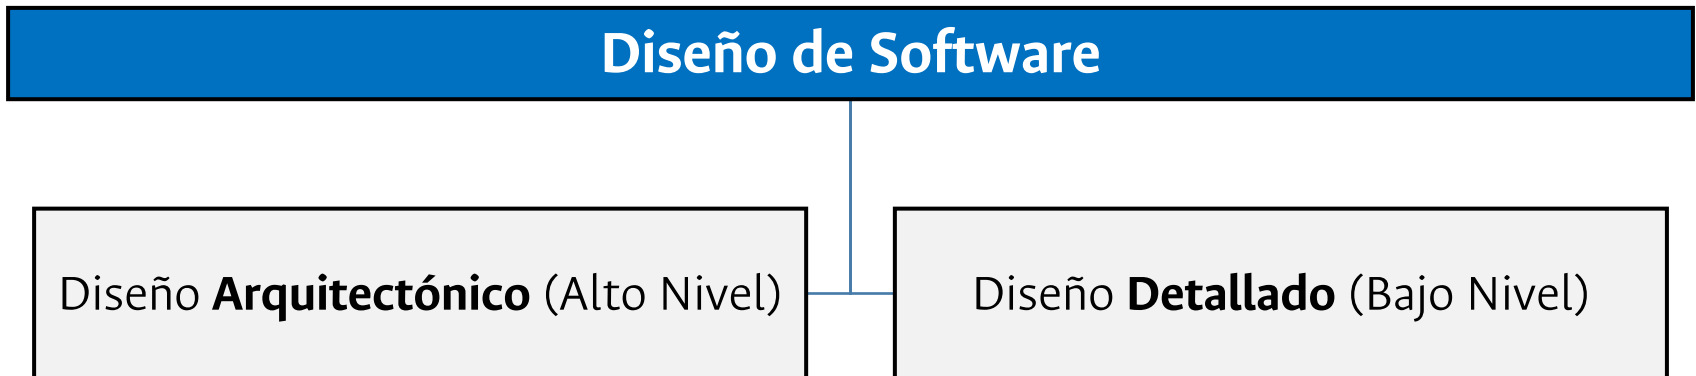 Diseño de Software
Diseño Arquitectónico (Alto Nivel)
Diseño Detallado (Bajo Nivel)